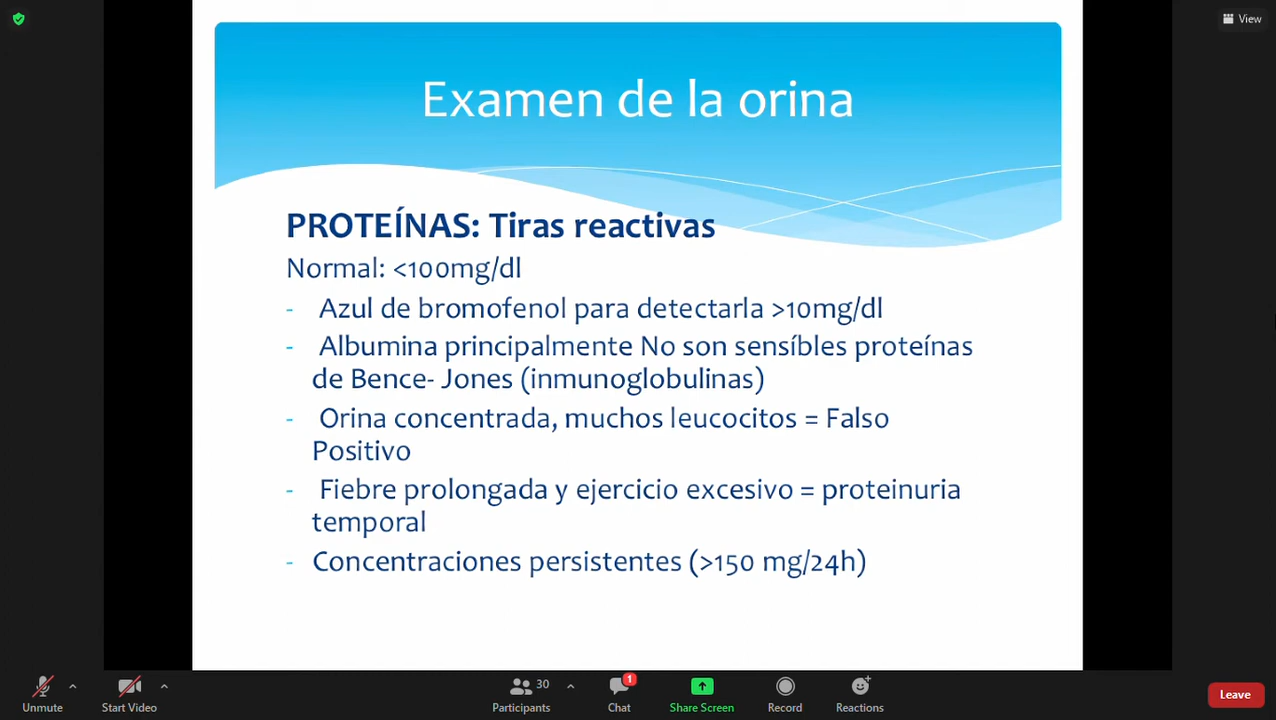 View
Examen de la orina
PROTEÍNAS: Tiras reactivas
Normal: <100mg/dl
- Azul de bromofenol para detectarla >10mg/dl
- Albumina principalmente No son sensíbles proteínas
de Bence- Jones (inmunoglobulinas)
- Orina concentrada, muchos leucocitos = Falso
Positivo
- Fiebre prolongada y ejercicio excesivo = proteinuria
temporal
- Concentraciones persistentes (>150 mg/24h)
30
1
Unmute
Start Video
Participants
Chat
Share Screen
Record
Reactions
Leave